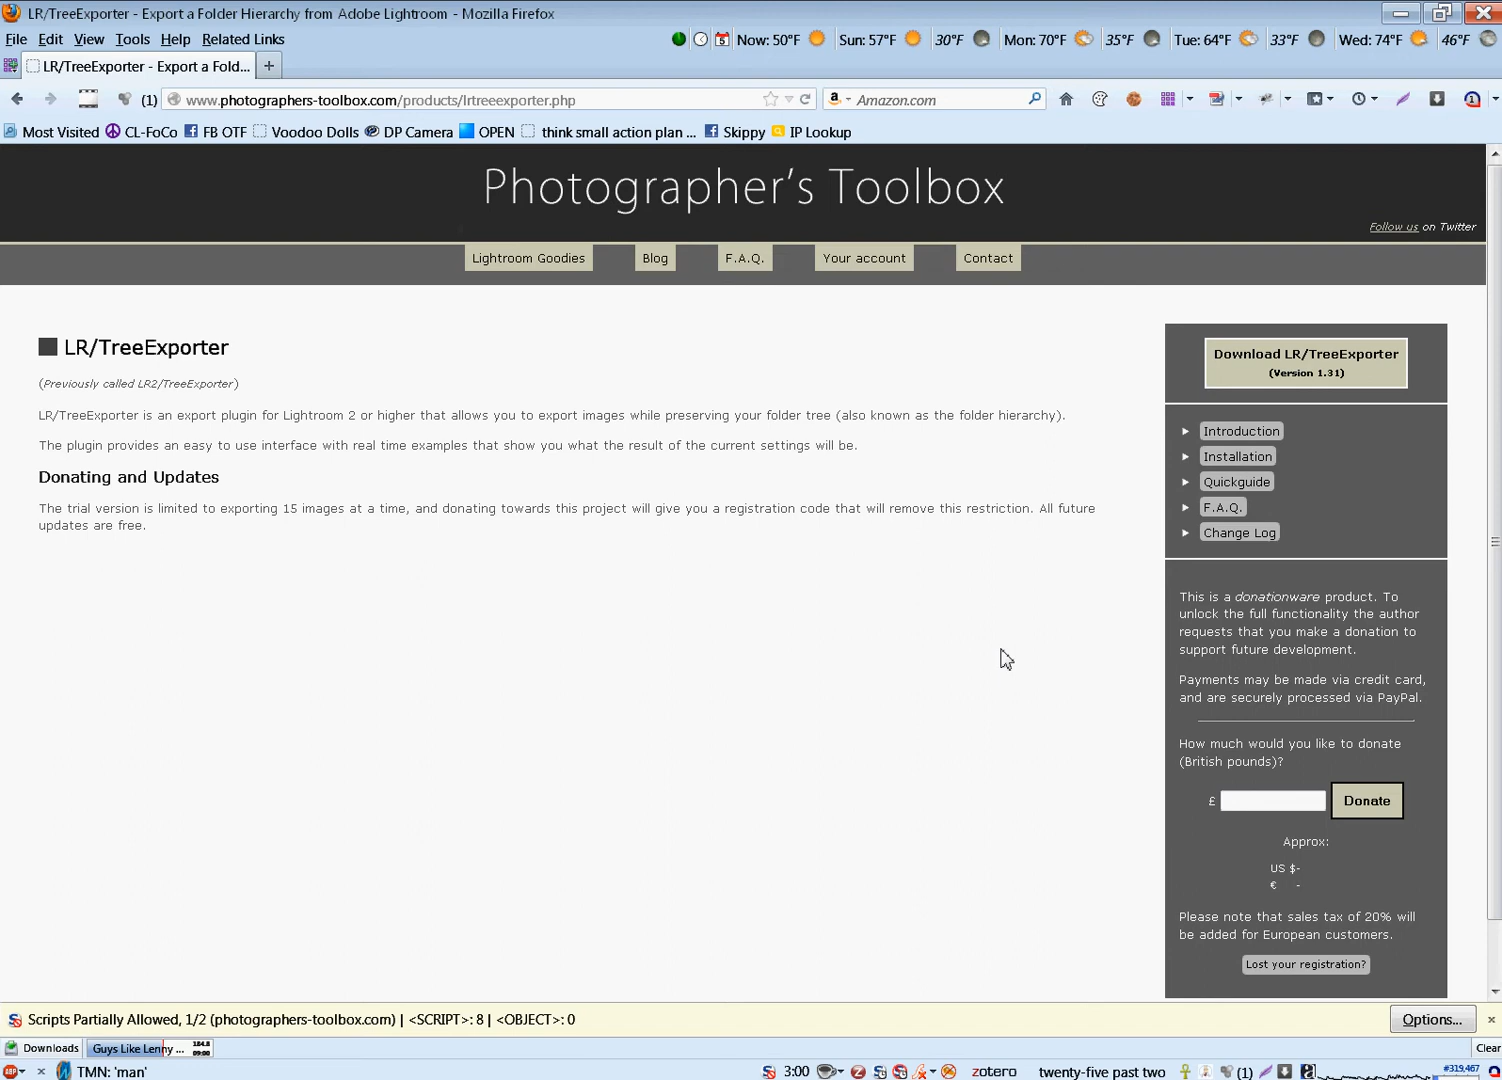 LR/TreeExporter - Export a Folder Hierarchy from Adobe Lightroom - Mozilla Firefox
File Edit View Tools Help Related Links
Now: 50°F Sun: 57°F 30°F Mon: 70°F 35°F Tue: 64°F 33°F Wed: 74°F 46°F
LR/TreeExporter - Export a Fold... +
(1) www.photographers-toolbox.com/products/lrtreeexporter.php Amazon.com
Most Visited CL-FoCo FB OTF Voodoo Dolls DP Camera OPEN think small action plan ... Skippy IP Lookup
Photographer's Toolbox
Follow us on Twitter
Lightroom Goodies Blog F.A.Q. Your account Contact
LR/TreeExporter
(Previously called LR2/TreeExporter)
LR/TreeExporter is an export plugin for Lightroom 2 or higher that allows you to export images while preserving your folder tree (also known as the folder hierarchy).
The plugin provides an easy to use interface with real time examples that show you what the result of the current settings will be.
Donating and Updates
The trial version is limited to exporting 15 images at a time, and donating towards this project will give you a registration code that will remove this restriction. All future
updates are free.
Download LR/TreeExporter
(Version 1.31)
Introduction
Installation
Quickguide
F.A.Q.
Change Log
This is a donationware product. To
unlock the full functionality the author
requests that you make a donation to
support future development.
Payments may be made via credit card,
and are securely processed via PayPal.
How much would you like to donate
(British pounds)?
£ Donate
Approx:
US $-
€ -
Please note that sales tax of 20% will
be added for European customers.
Lost your registration?
Scripts Partially Allowed, 1/2 (photographers-toolbox.com) | <SCRIPT>: 8 | <OBJECT>: 0 Options...
Downloads Guys Like Lenny ... 184.8 Clear
09:00
TMN: 'man' 3:00 zotero twenty-five past two (1) #319,467